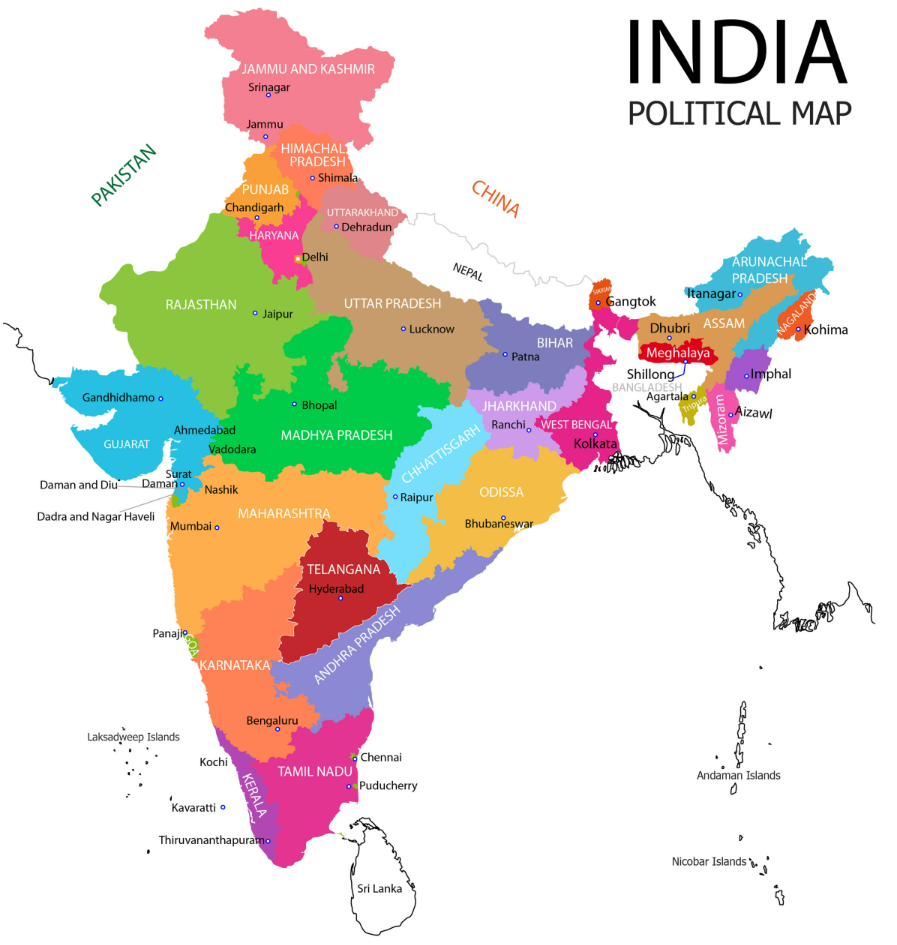 INDIA
POLITICAL MAP
JAMMU AND KASHMIR
Srinagar
Jammu
HIMACHAL
PRADESH
Shimala
PAKISTAN
PUNJAB
Chandigarh
CHINA
UTTARAKHAND
Dehradun
HARYANA
Delhi
NEPAL
ARUNACHAL
PRADESH
Itanagar
SIKKIM
Gangtok
RAJASTHAN
Jaipur
UTTAR PRADESH
Lucknow
NAGALAND
Kohima
ASSAM
Dhubri
BIHAR
Patna
Meghalaya
Shillong
Imphal
BANGLADESH
Agartala
Tripura
Mizoram
Aizawl
Gandhidhamo
GUJARAT
Ahmedabad
Vadodara
Bhopal
MADHYA PRADESH
JHARKHAND
Ranchi
WEST BENGAL
Kolkata
CHHATTISGARH
Raipur
Surat
Daman and Diu
Daman
Nashik
Dadra and Nagar Haveli
MAHARASHTRA
Mumbai
ODISSA
Bhubaneswar
TELANGANA
Hyderabad
ANDHRA PRADESH
Panaji
GOA
KARNATAKA
Bengaluru
Laksadweep Islands
Kochi
Chennai
TAMIL NADU
Puducherry
KERALA
Kavaratti
Thiruvananthapuram
Sri Lanka
Andaman Islands
Nicobar Islands